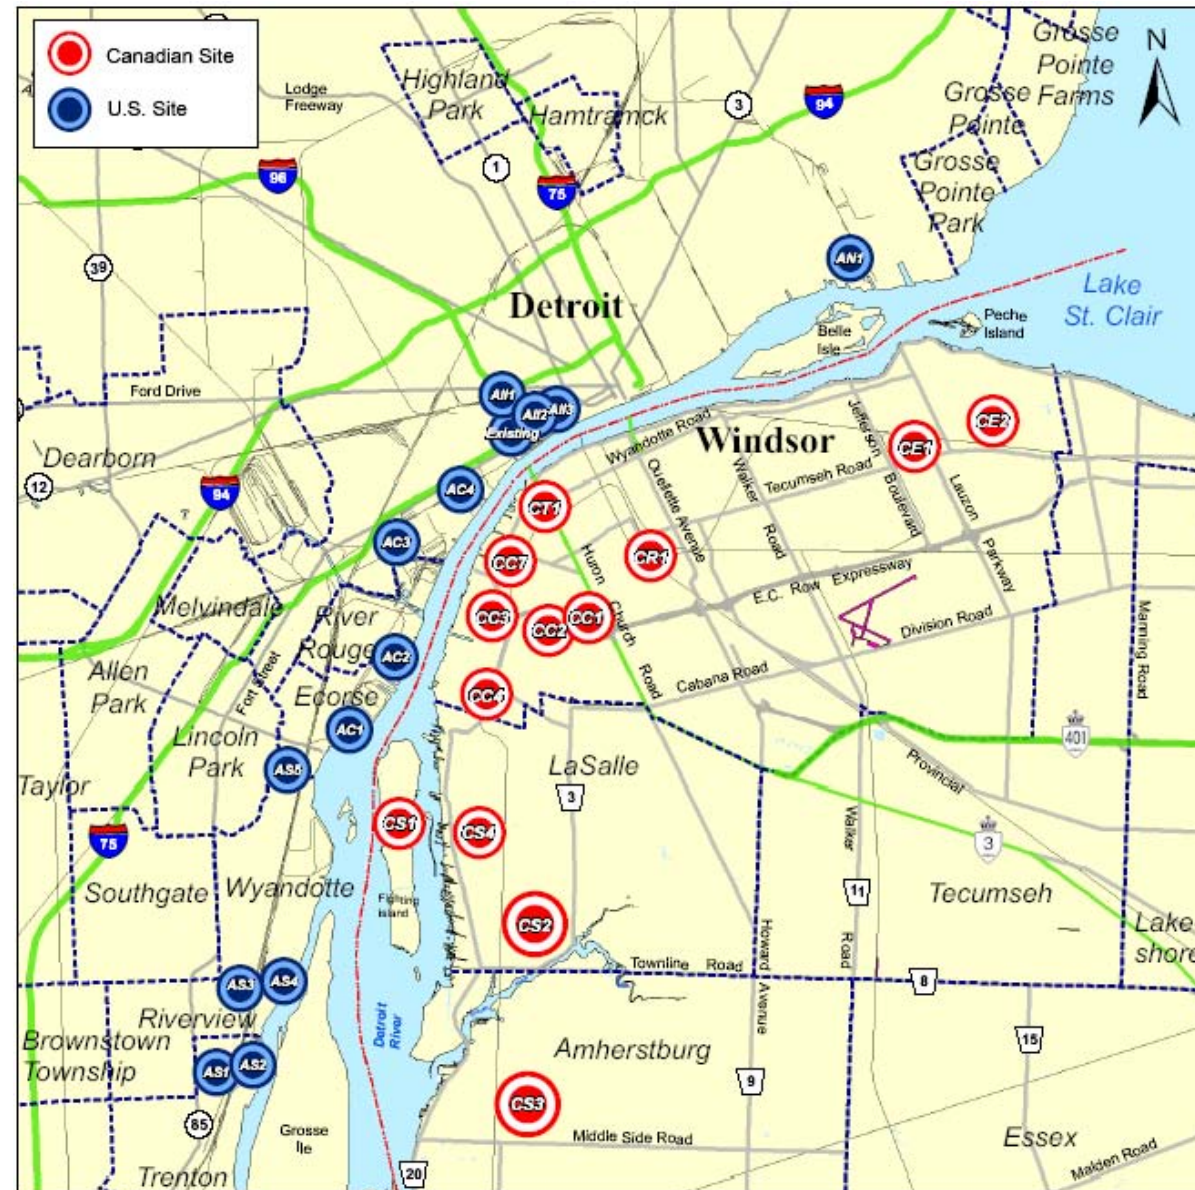 Canadian Site
U.S. Site
Lodge
Freeway
Highland
Park
Hamtramck
3
94
Grosse
Pointe
Farms
Grosse
Pointe
Grosse
Pointe
Park
N
96
1
75
39
AN1
Detroit
Lake
St. Clair
Belle
Isle
Peche
Island
Ford Drive
AII1
AII2
AII3
Existing
Wyandotte Road
Windsor
Jefferson
Boulevard
CE1
CE2
Dearborn
12
94
AC4
CT1
Ouellette Avenue
Walker
Road
Tecumseh Road
Lauzon
Parkway
AC3
CC7
Huron
Church
Road
CR1
E.C. Row Expressway
Melvindale
River
Rouge
CC3
CC2
CC1
Division Road
Manning Road
AC2
Allen
Park
Fort Street
Ecorse
CC4
Cabana Road
AC1
Lincoln
Park
401
AS5
LaSalle
3
Provincial
Taylor
75
CS1
CS4
Walker
Road
3
Southgate
Wyandotte
Fighting
island
CS2
11
Tecumseh
Lake
shore
Howard Avenue
Townline Road
8
AS3
AS4
Riverview
Detroit
River
Brownstown
Township
AS1
AS2
Amherstburg
15
9
CS3
85
Grosse
Ile
Middle Side Road
Essex
Malden Road
Trenton
20